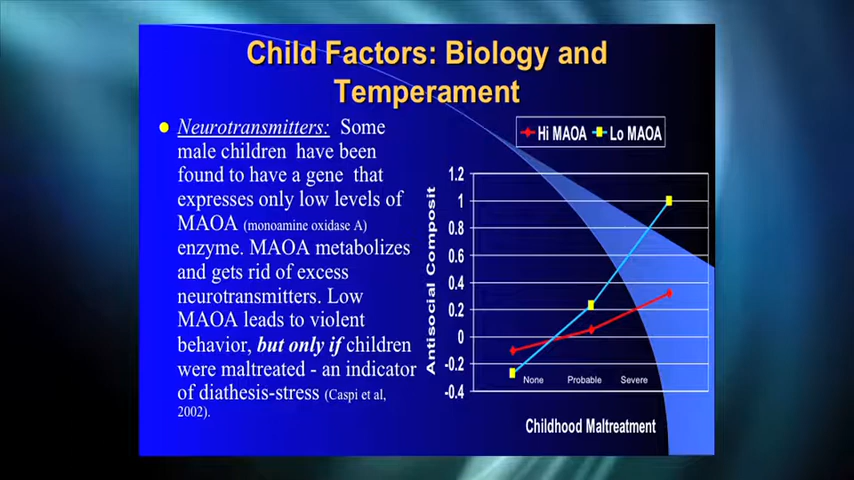 Child Factors: Biology and
Temperament
Neurotransmitters: Some
male children have been
found to have a gene that
expresses only low levels of
MAOA (monoamine oxidase A)
enzyme. MAOA metabolizes
and gets rid of excess
neurotransmitters. Low
MAOA leads to violent
behavior, but only if children
were maltreated - an indicator
of diathesis-stress (Caspi et al,
2002).
Hi MAOA Lo MAOA
Antisocial Composit
1.2
1
0.8
0.6
0.4
0.2
0
-0.2
-0.4
None Probable Severe
Childhood Maltreatment